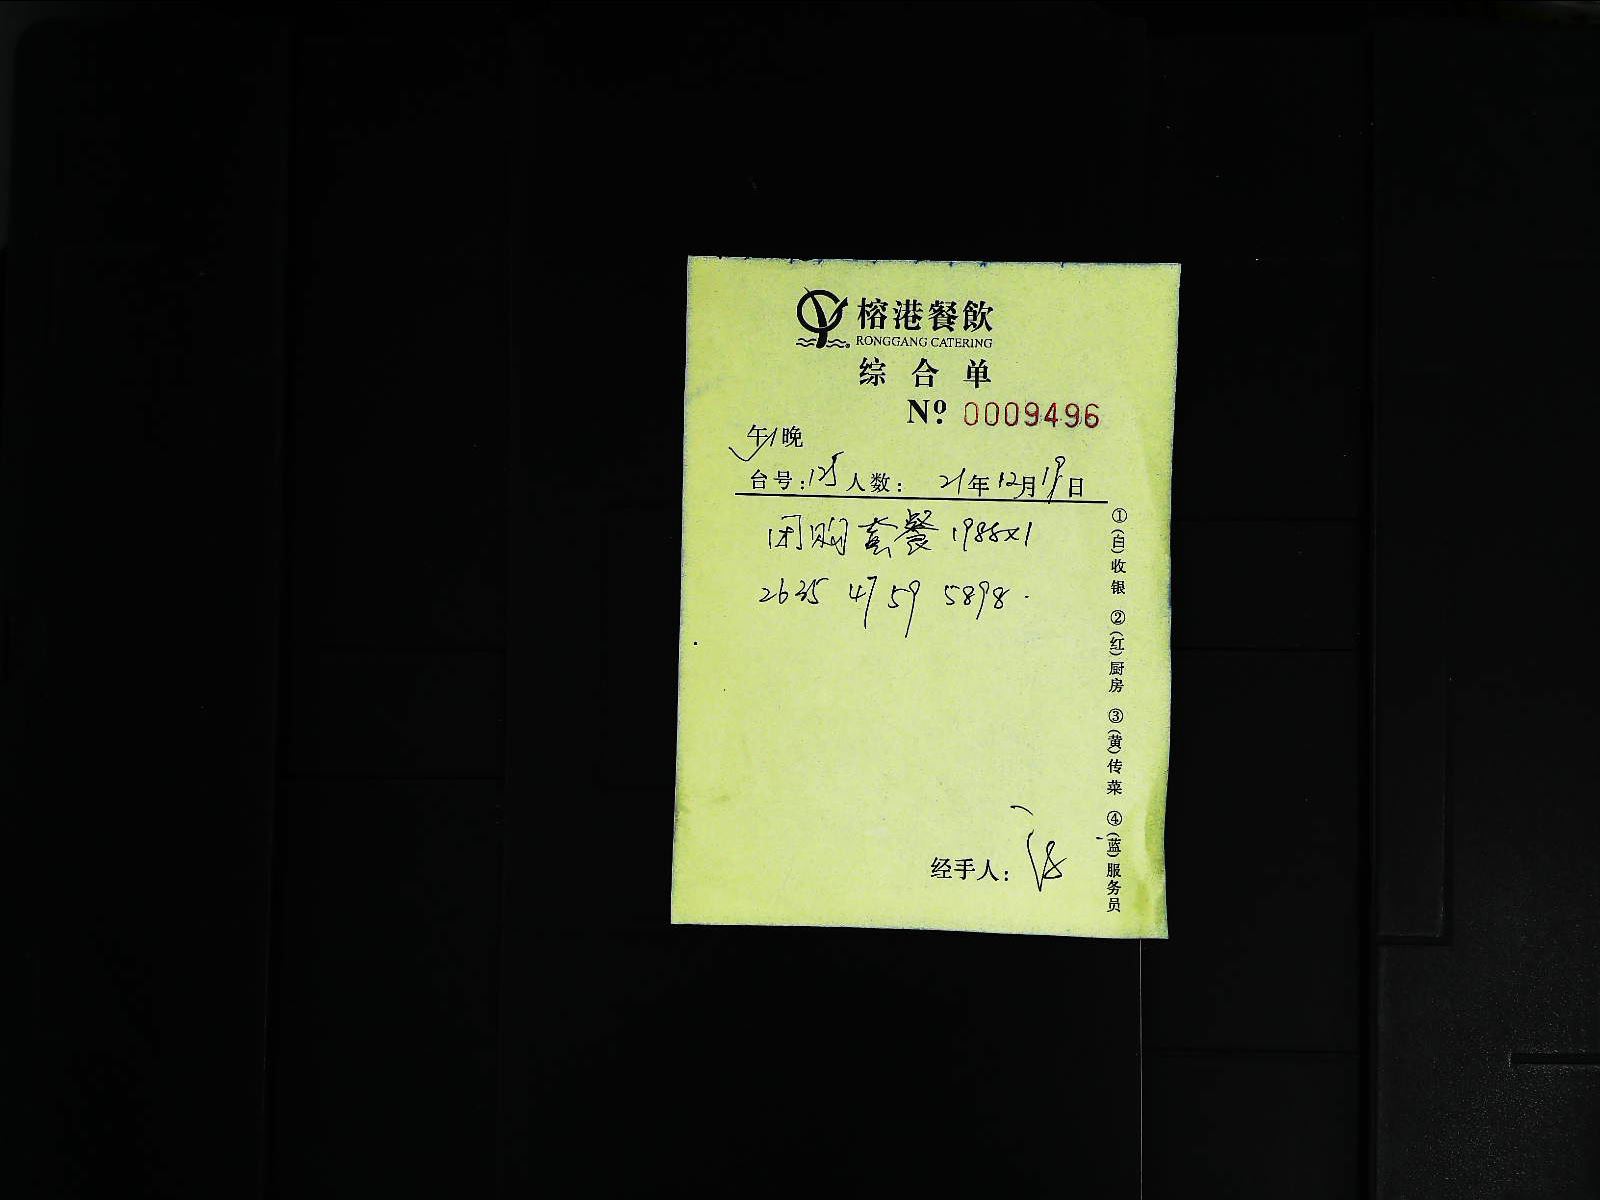 榕港餐飲
RONGGANG CATERING
综合单
Nº: 0009496
午/晚
台号:125 人数: 21年12月19日
团购套餐 1988x1
2635 4759 5898.
经手人:
①(白)收银 ②(红)厨房 ③(黄)传菜 ④(蓝)服务员